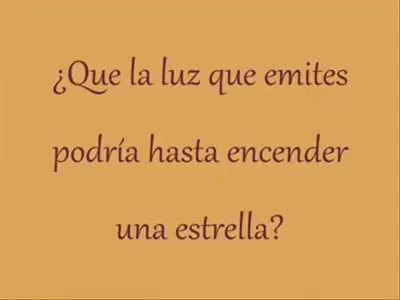 ¿Que la luz que emites
podría hasta encender
una estrella?